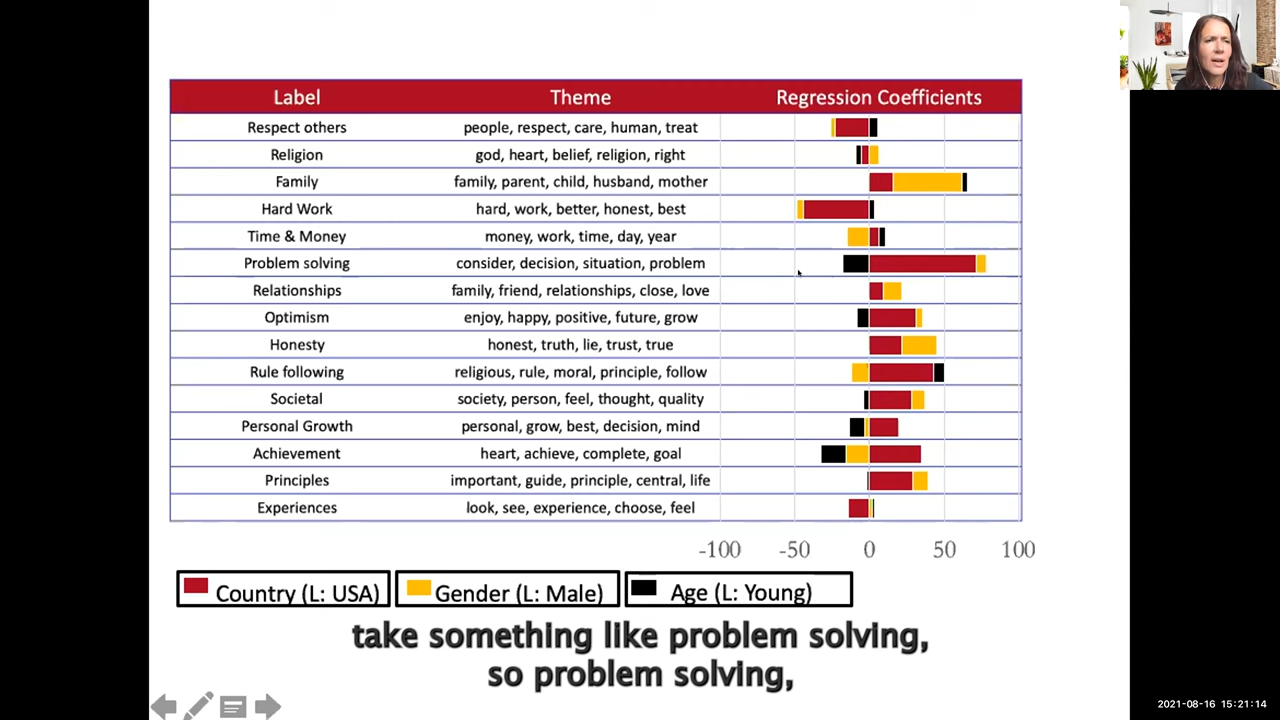 Label Theme Regression Coefficients
Respect others people, respect, care, human, treat
Religion god, heart, belief, religion, right
Family family, parent, child, husband, mother
Hard Work hard, work, better, honest, best
Time & Money money, work, time, day, year
Problem solving consider, decision, situation, problem
Relationships family, friend, relationships, close, love
Optimism enjoy, happy, positive, future, grow
Honesty honest, truth, lie, trust, true
Rule following religious, rule, moral, principle, follow
Societal society, person, feel, thought, quality
Personal Growth personal, grow, best, decision, mind
Achievement heart, achieve, complete, goal
Principles important, guide, principle, central, life
Experiences look, see, experience, choose, feel
-100 -50 0 50 100
Country (L: USA) Gender (L: Male) Age (L: Young)
take something like problem solving,
so problem solving,
2021-08-16 15:21:14